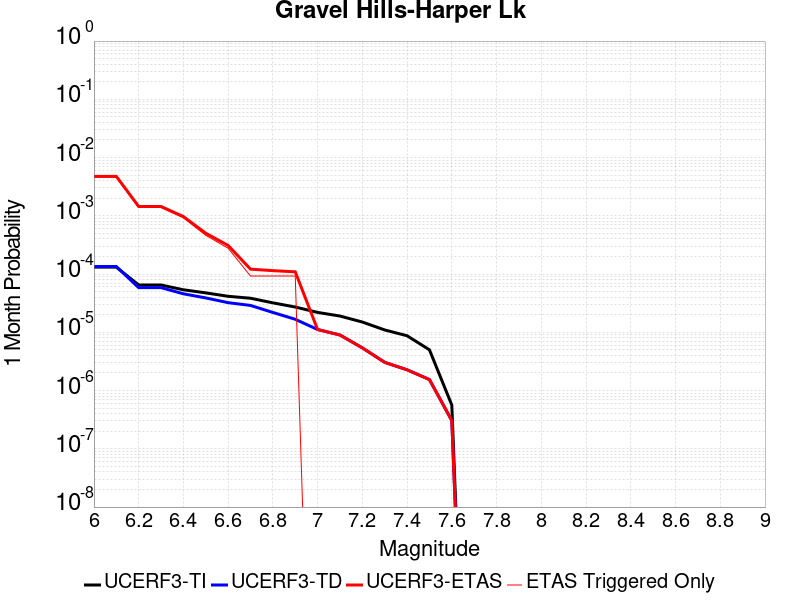 Gravel Hills-Harper Lk
10^0
10^-1
10^-2
10^-3
10^-4
10^-5
10^-6
10^-7
10^-8
1 Month Probability
6 6.2 6.4 6.6 6.8 7 7.2 7.4 7.6 7.8 8 8.2 8.4 8.6 8.8 9
Magnitude
UCERF3-TI UCERF3-TD UCERF3-ETAS ETAS Triggered Only